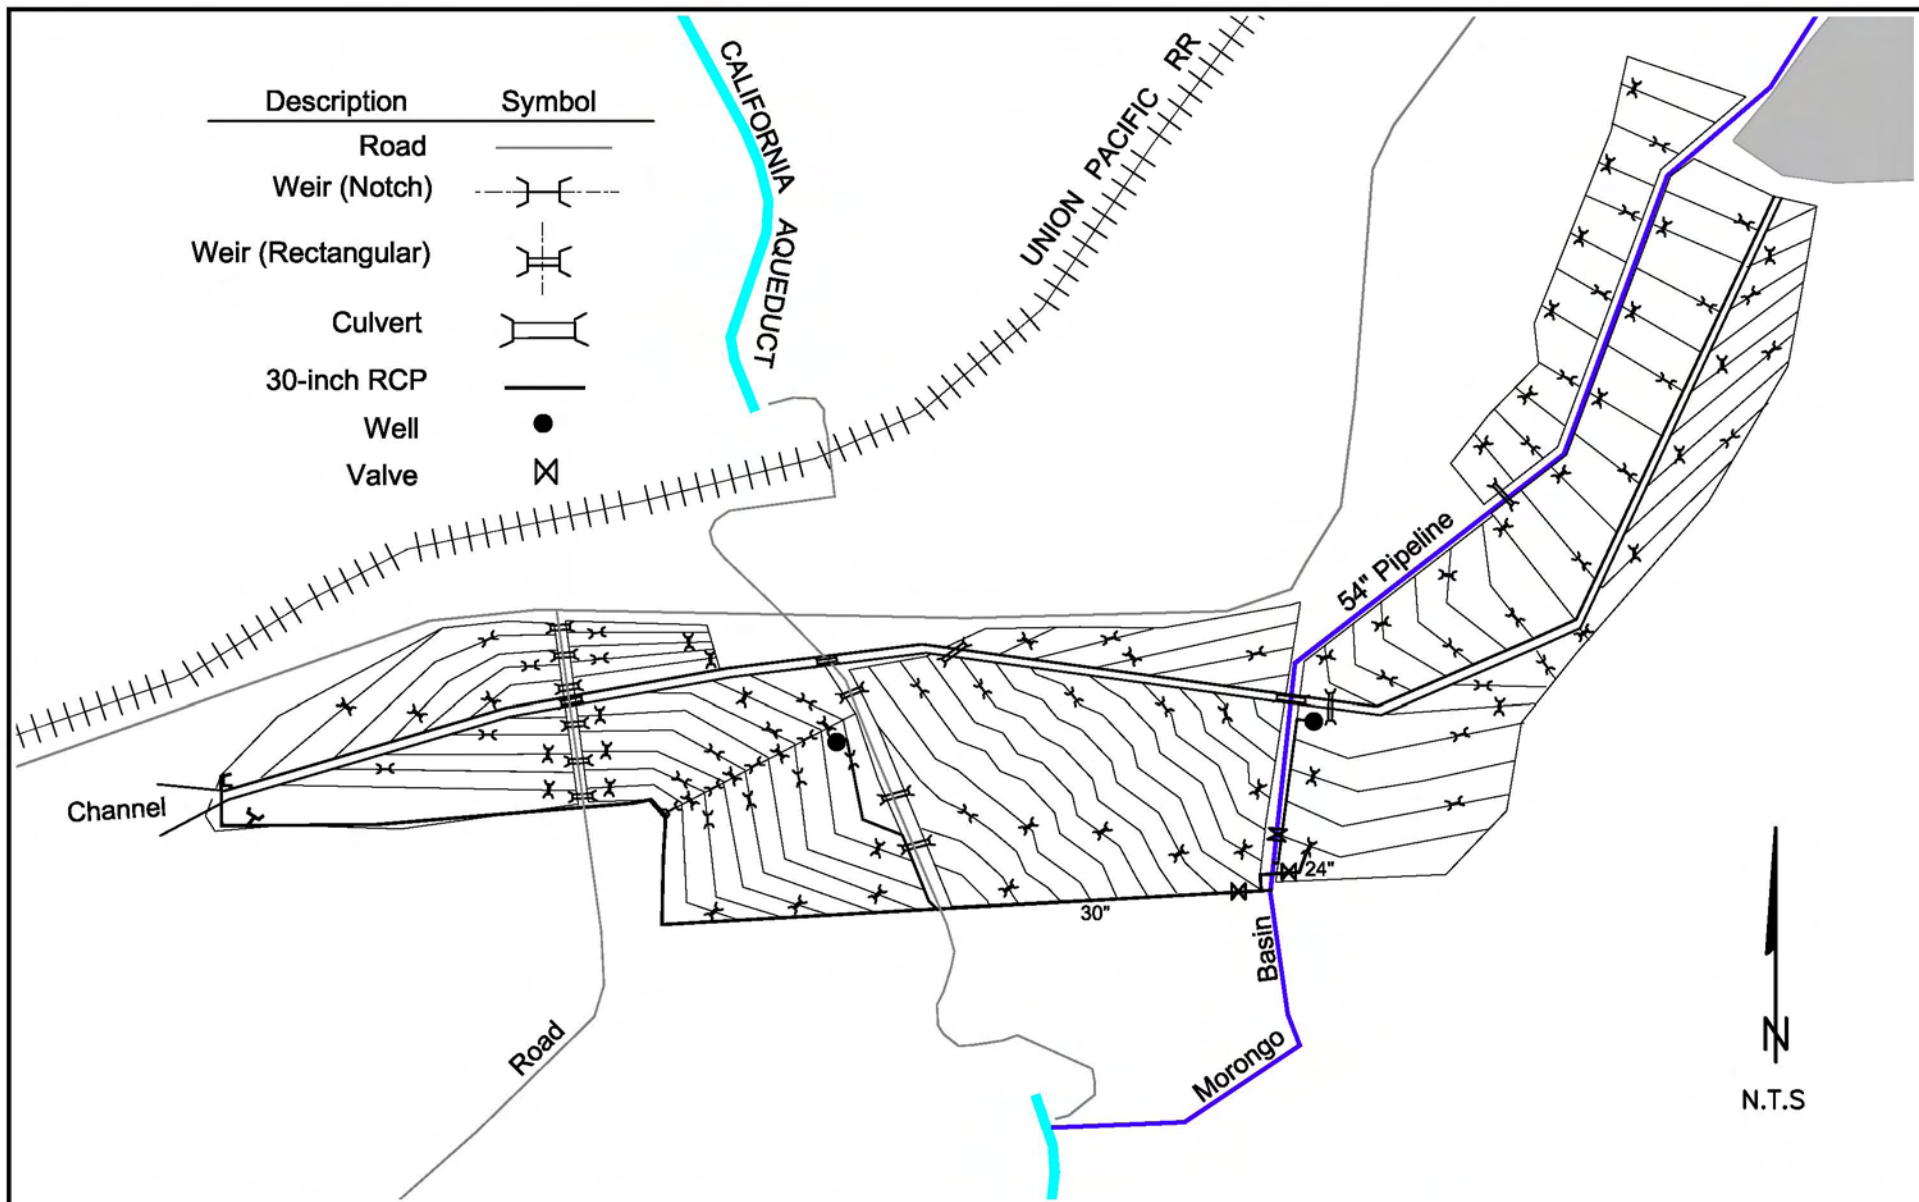 Description Symbol
Road
Weir (Notch)
Weir (Rectangular)
Culvert
30-inch RCP
Well
Valve
CALIFORNIA AQUEDUCT
UNION PACIFIC RR
54" Pipeline
Channel
24"
30"
Basin
Morongo
Road
N
N.T.S